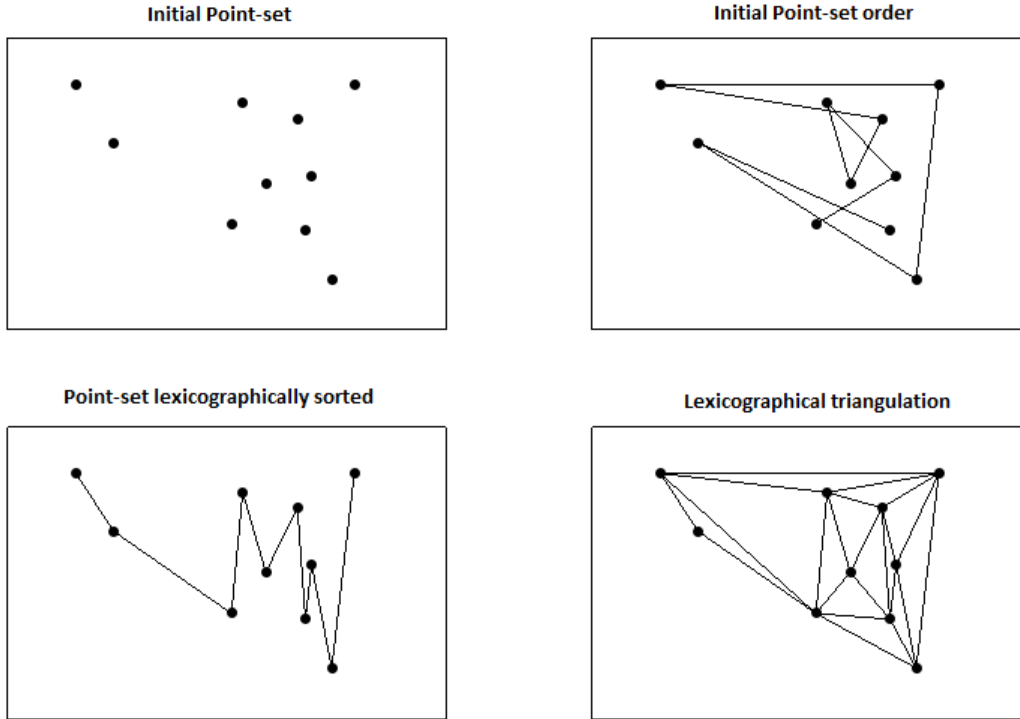 Initial Point-set
Initial Point-set order
Point-set lexicographically sorted
Lexicographical triangulation